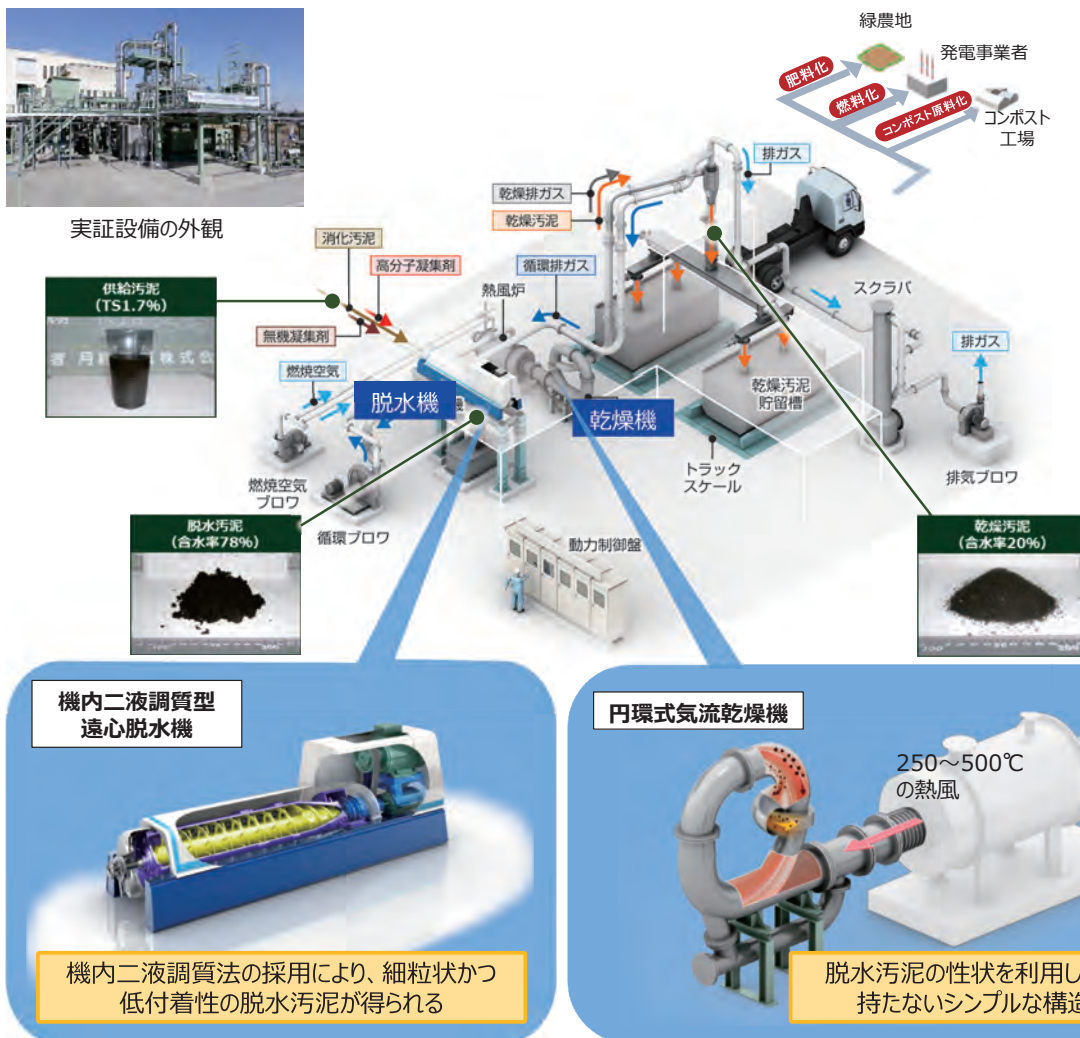 緑農地
発電事業者
肥料化
燃料化
コンポスト原料化
コンポスト
工場
実証設備の外観
排ガス
乾燥排ガス
乾燥汚泥
消化汚泥
高分子凝集剤
循環排ガス
熱風炉
スクラバ
供給汚泥
(TS1.7%)
無機凝集剤
排ガス
燃焼空気
脱水機
乾燥機
乾燥汚泥
貯留槽
トラック
スケール
排気ブロワ
燃焼空気
ブロワ
循環ブロワ
脱水汚泥
(含水率78%)
動力制御盤
乾燥汚泥
(含水率20%)
機内二液調質型
遠心脱水機
円環式気流乾燥機
250～500℃
の熱風
機内二液調質法の採用により、細粒状かつ
低付着性の脱水汚泥が得られる
脱水汚泥の性状を利用し
持たないシンプルな構造